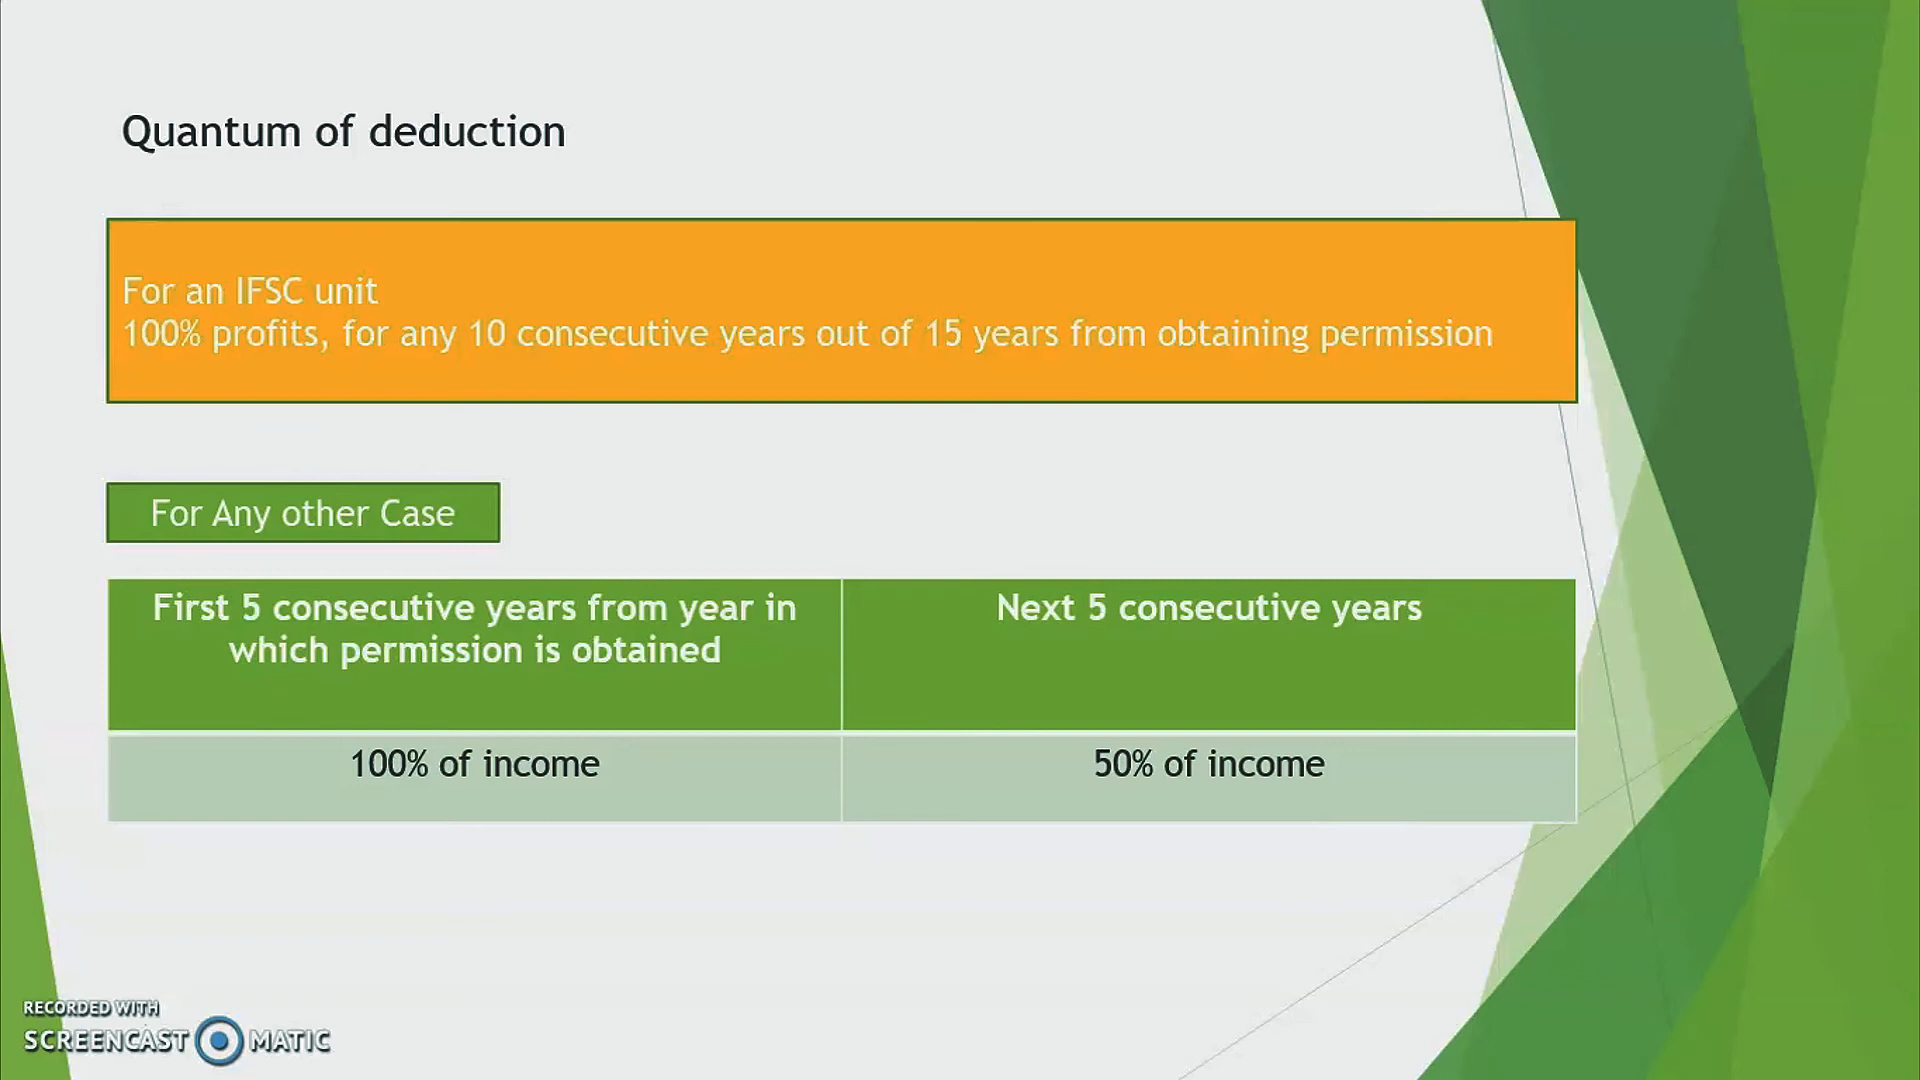 Quantum of deduction
For an IFSC unit
100% profits, for any 10 consecutive years out of 15 years from obtaining permission
For Any other Case
First 5 consecutive years from year in
which permission is obtained
Next 5 consecutive years
100% of income
50% of income
RECORDED WITH
SCREENCAST MATIC